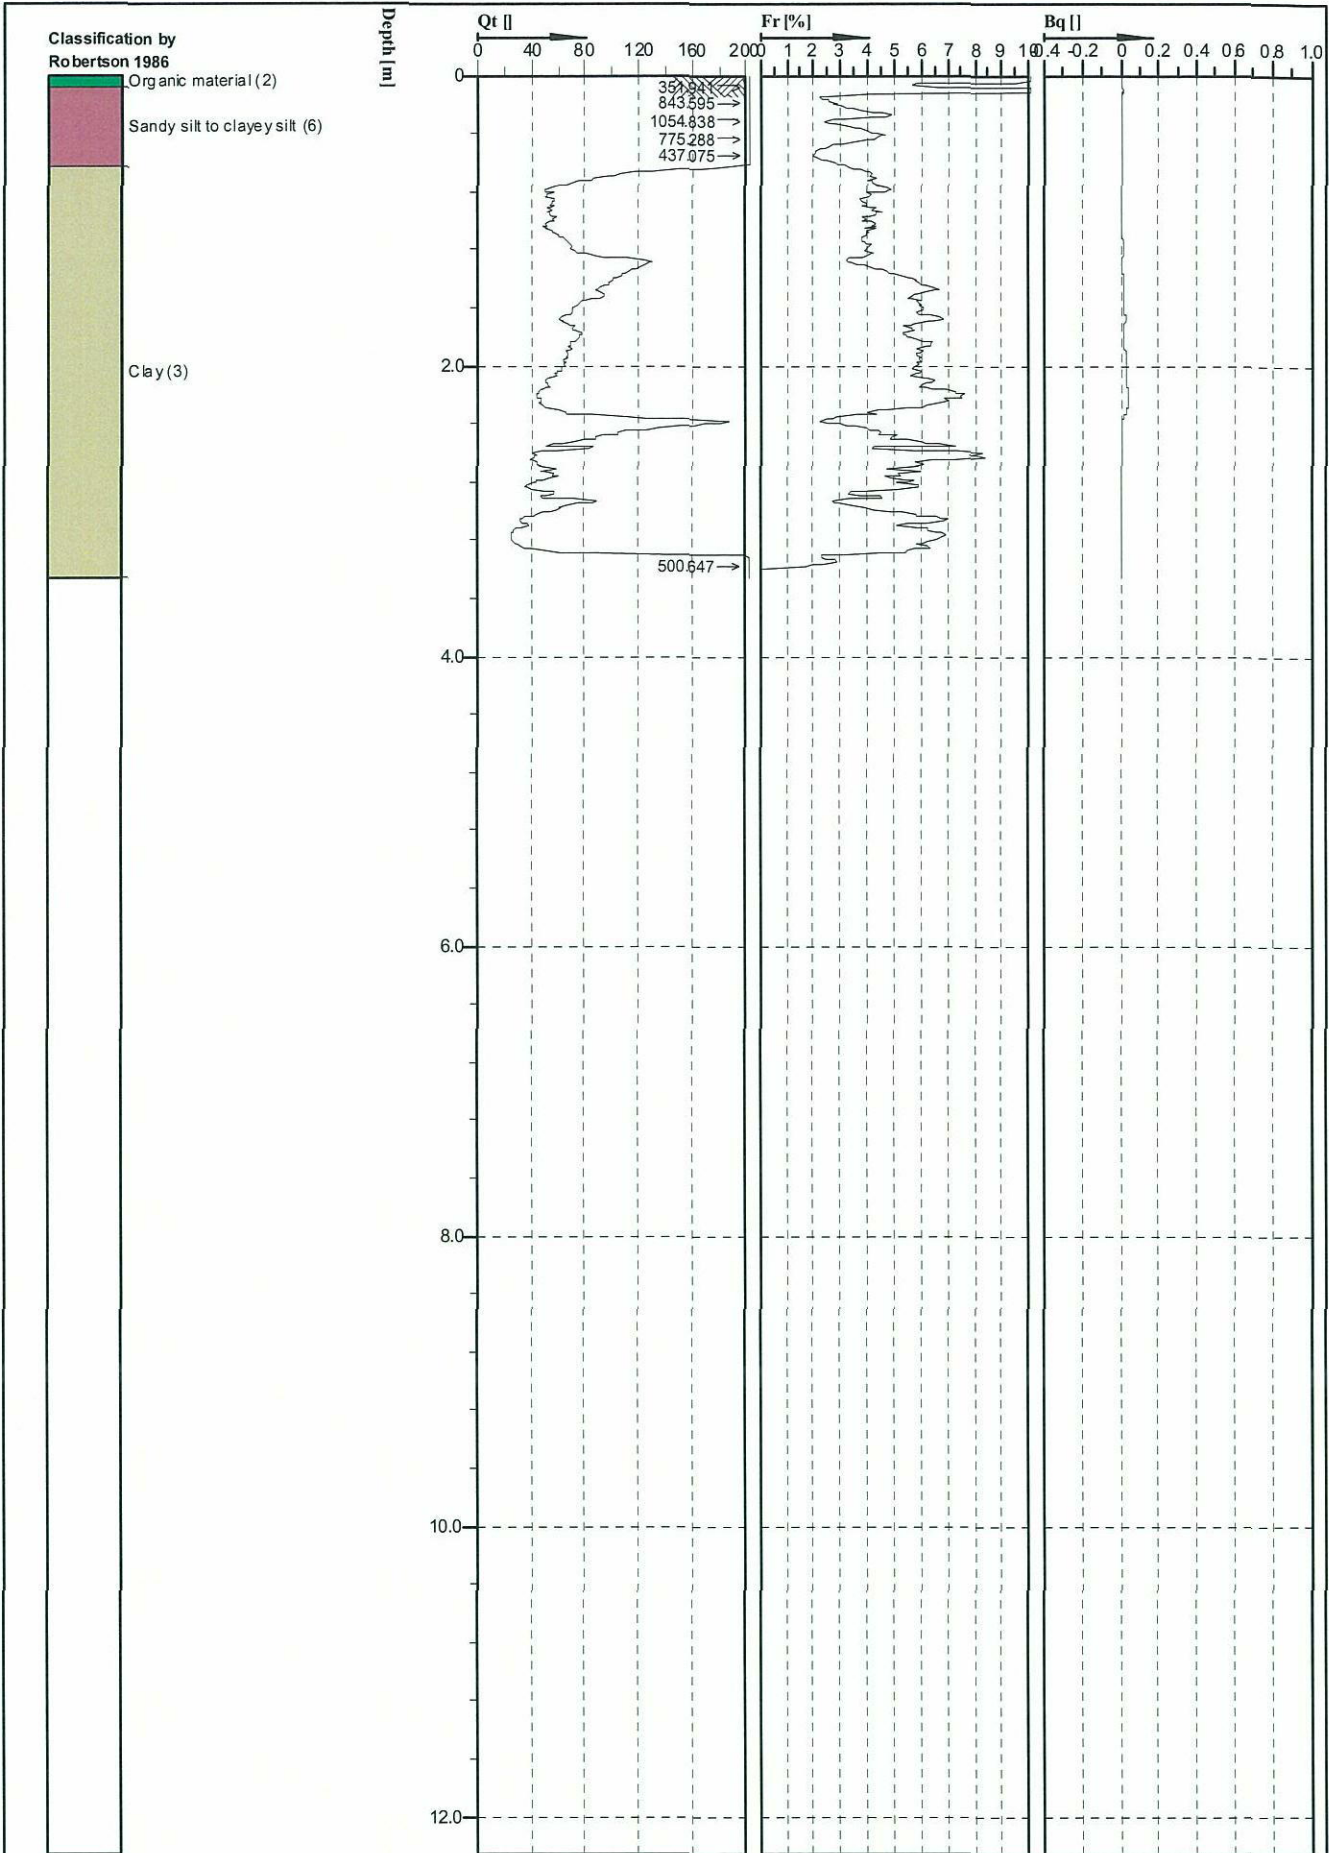 Classification by
Robertson 1986
Organic material (2)
Sandy silt to clayey silt (6)
Clay (3)
Depth [m]
Qt []
0 40 80 120 160 200
Fr [%]
0 1 2 3 4 5 6 7 8 9 10
Bq []
-0.4 -0.2 0 0.2 0.4 0.6 0.8 1.0
0
351.941
843.595
1054.838
775.288
437.075
2.0
500.647
4.0
6.0
8.0
10.0
12.0